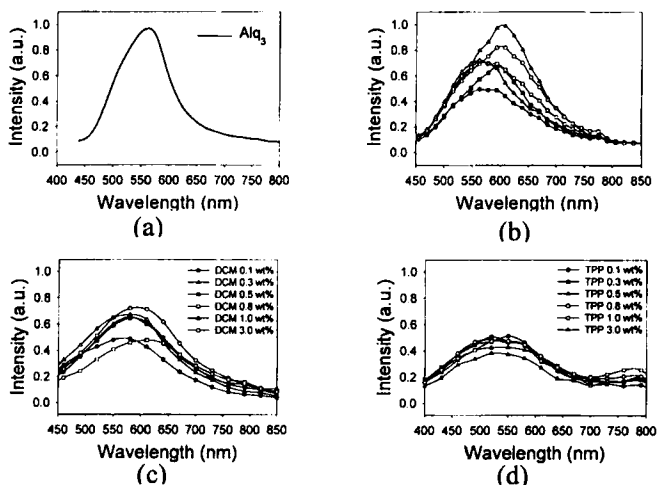 Intensity (a.u.)
1.0
0.8
0.6
0.4
0.2
0.0
Alq3
400 450 500 550 600 650 700 750 800
Wavelength (nm)
(a)
Intensity (a.u.)
1.0
0.8
0.6
0.4
0.2
0.0
450 500 550 600 650 700 750 800 850
Wavelength (nm)
(b)
Intensity (a.u.)
1.0
0.8
0.6
0.4
0.2
0.0
DCM 0.1 wt%
DCM 0.3 wt%
DCM 0.5 wt%
DCM 0.8 wt%
DCM 1.0 wt%
DCM 3.0 wt%
450 500 550 600 650 700 750 800 850
Wavelength (nm)
(c)
Intensity (a.u.)
1.0
0.8
0.6
0.4
0.2
0.0
TPP 0.1 wt%
TPP 0.3 wt%
TPP 0.5 wt%
TPP 0.8 wt%
TPP 1.0 wt%
TPP 3.0 wt%
400 450 500 550 600 650 700 750 800
Wavelength (nm)
(d)